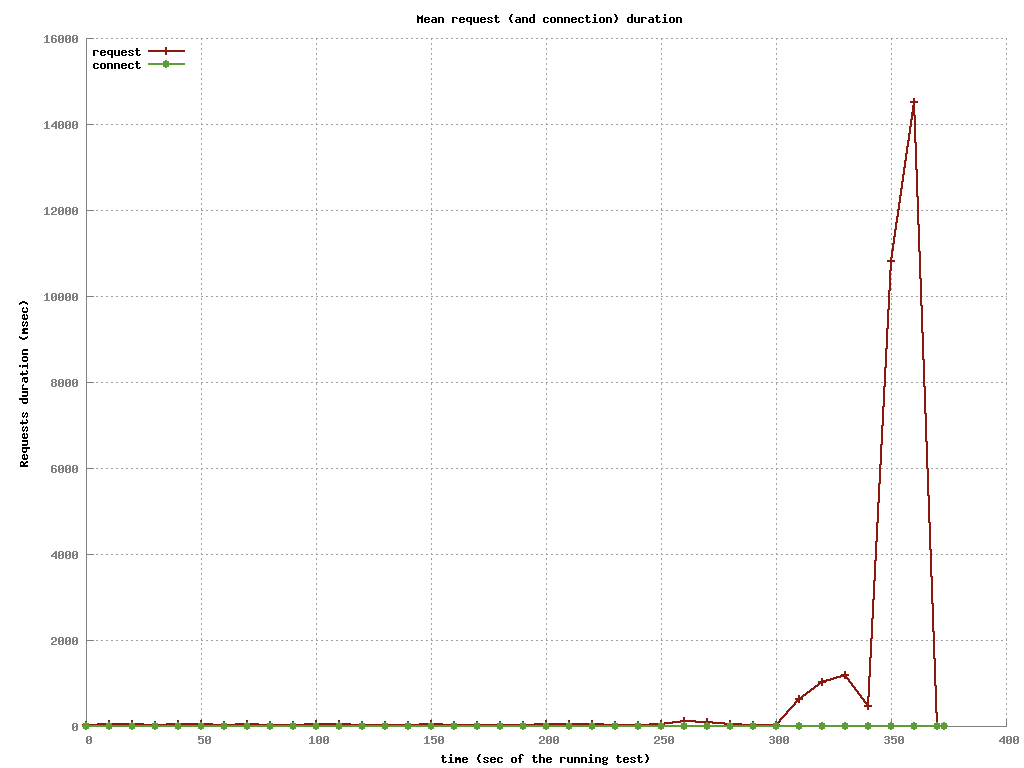 Mean request (and connection) duration
16000
request
connect
14000
12000
10000
8000
6000
4000
2000
0
Requests duration (msec)
0 50 100 150 200 250 300 350 400
time (sec of the running test)